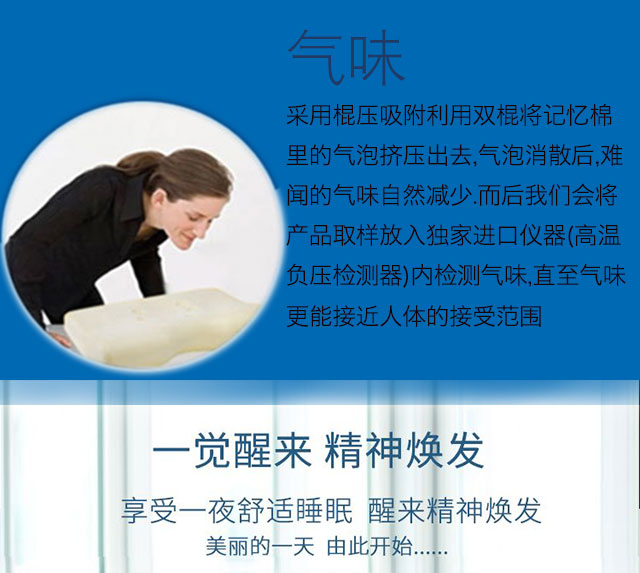 气味
采用棍压吸附利用双棍将记忆棉
里的气泡挤压出去,气泡消散后,难
闻的气味自然减少.而后我们会将
产品取样放入独家进口仪器(高温
负压检测器)内检测气味,直至气味
更能接近人体的接受范围
一觉醒来 精神焕发
享受一夜舒适睡眠 醒来精神焕发
美丽的一天 由此开始......